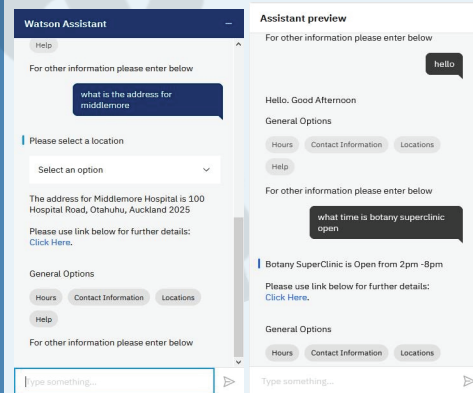 Watson Assistant
Help
For other information please enter below
what is the address for
middlemore
Please select a location
Select an option
The address for Middlemore Hospital is 100
Hospital Road, Otahuhu, Auckland 2025
Please use link below for further details:
Click Here.
General Options
Hours
Contact Information
Locations
Help
For other information please enter below
Type something...
Assistant preview
For other information please enter below
hello
Hello. Good Afternoon
General Options
Hours
Contact Information
Locations
Help
For other information please enter below
what time is botany superclinic
open
Botany SuperClinic is Open from 2pm -8pm
Please use link below for further details:
Click Here.
General Options
Hours
Contact Information
Locations
Type something...